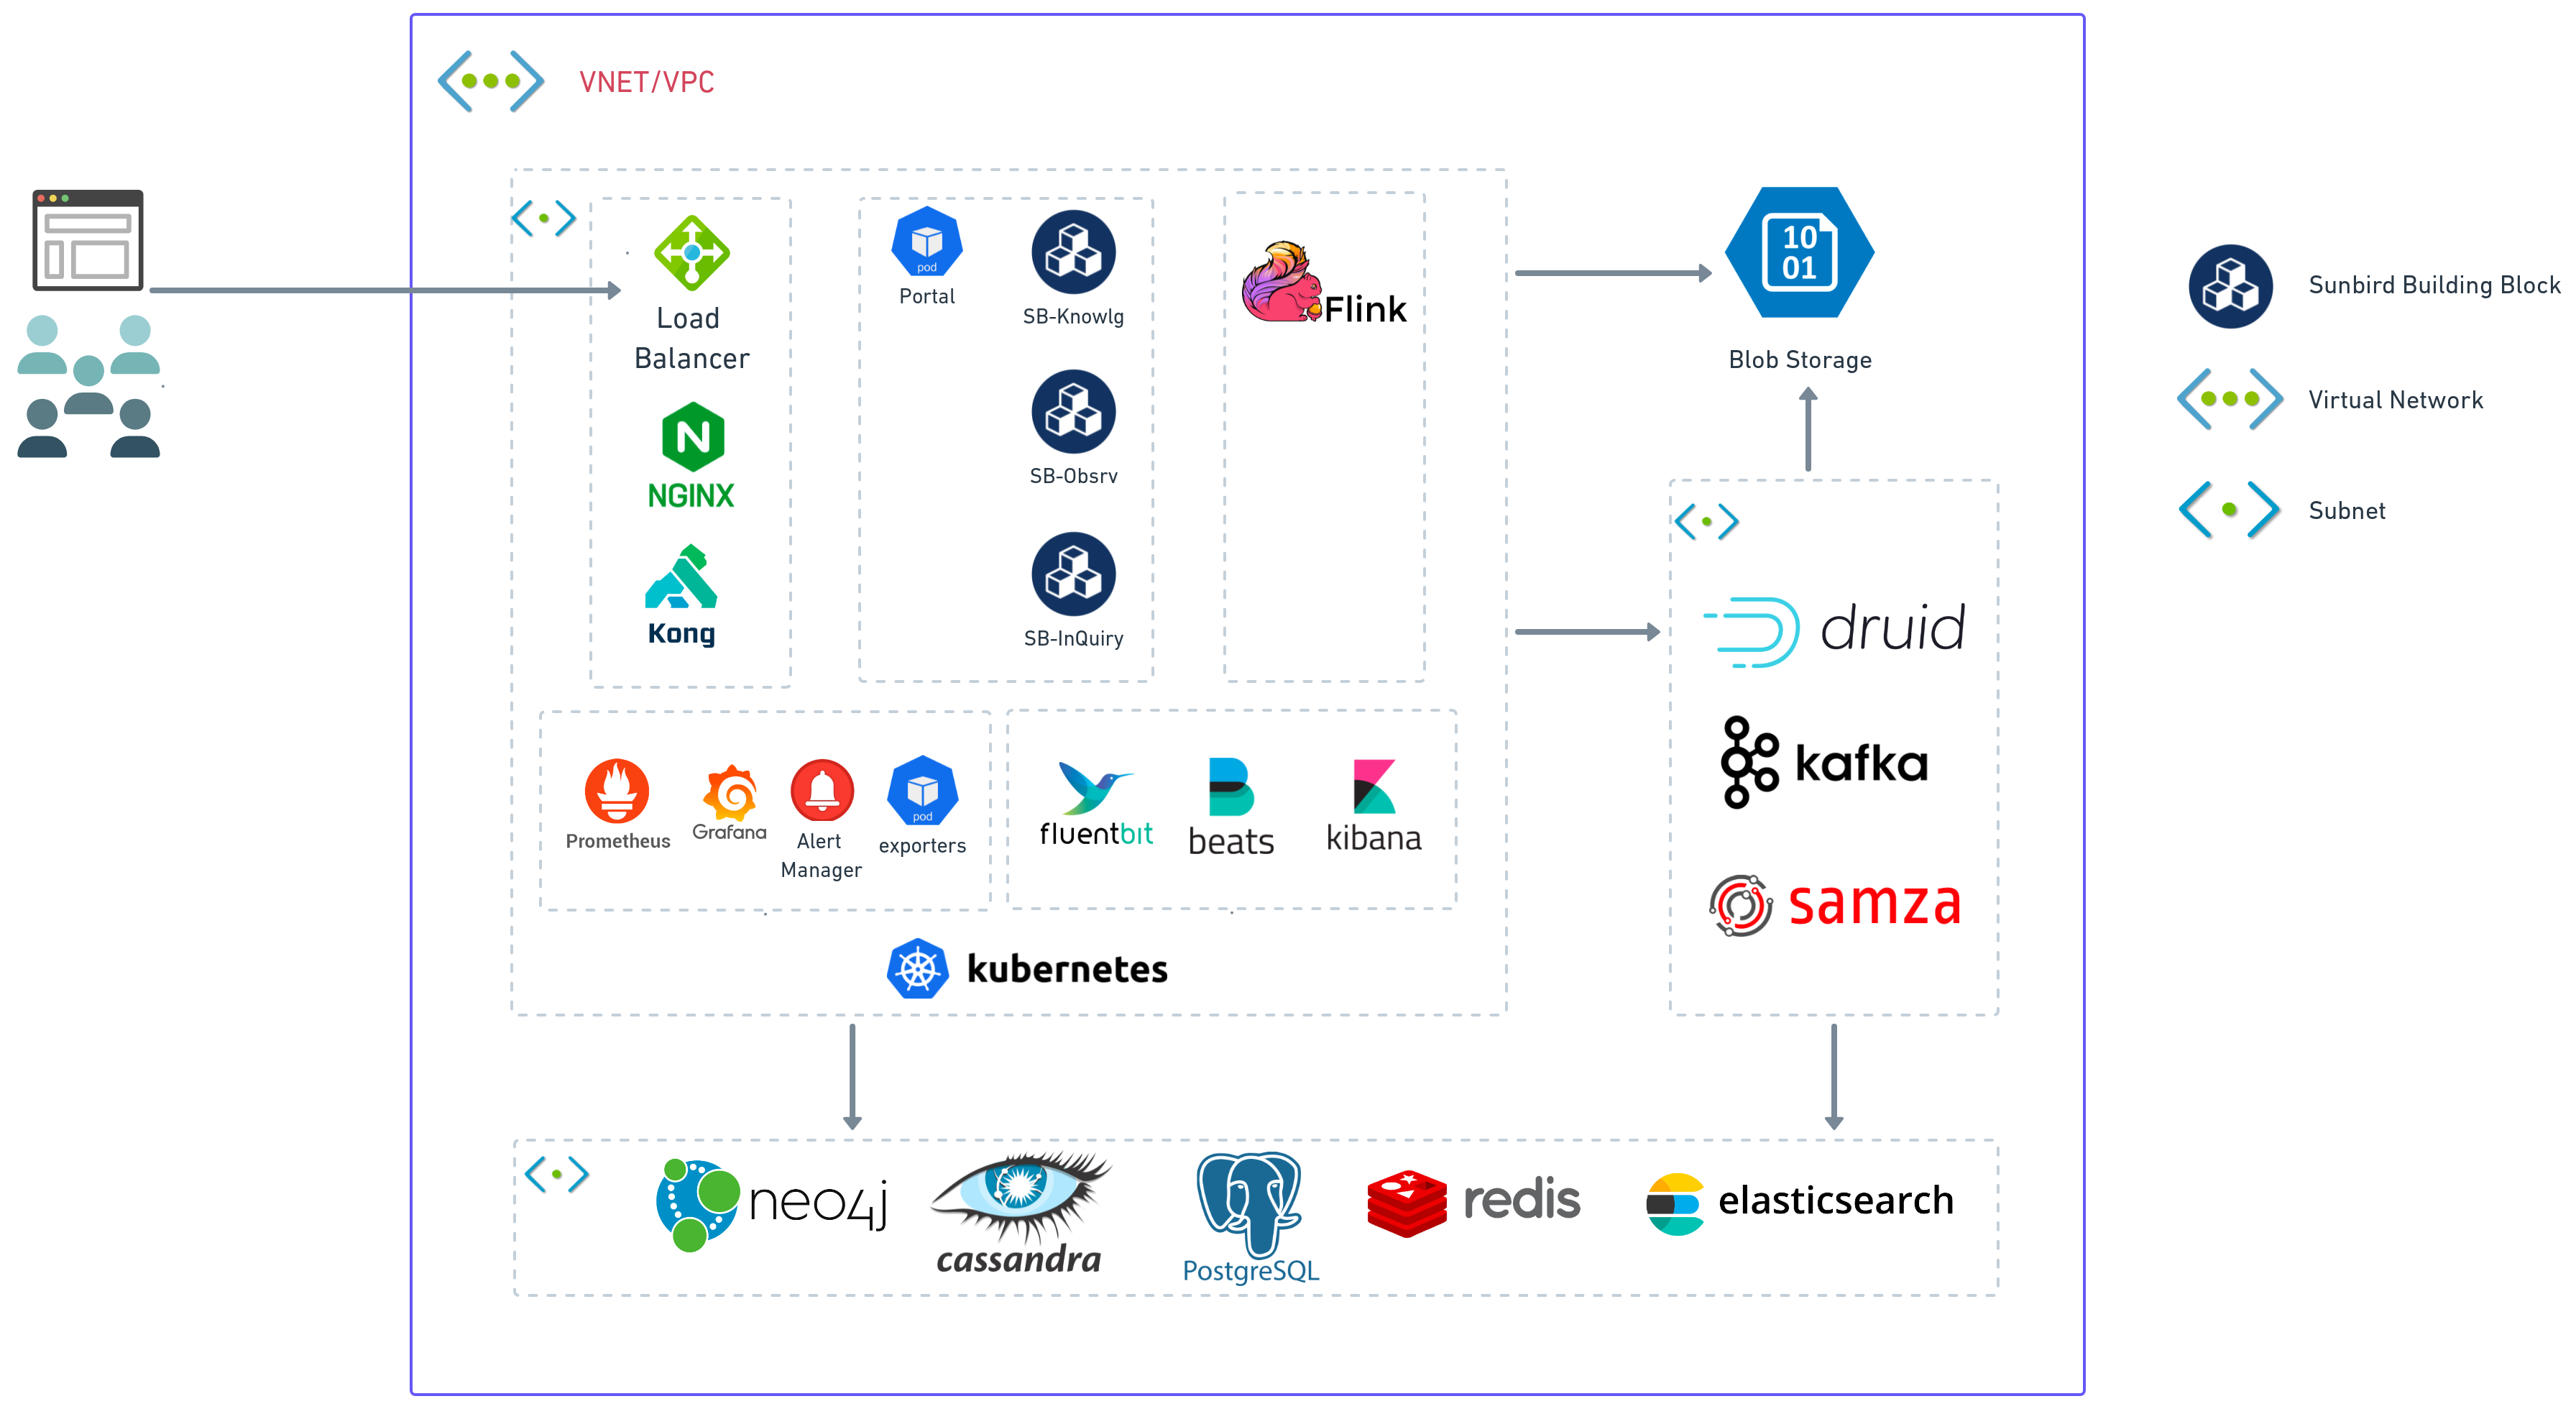 VNET/VPC
Load
Balancer
NGINX
Kong
pod
Portal
SB-Knowlg
SB-Obsrv
SB-InQuiry
Flink
10
01
Blob Storage
Sunbird Building Block
Virtual Network
Subnet
druid
kafka
samza
Prometheus
Grafana
Alert
Manager
pod
exporters
fluentbit
beats
kibana
kubernetes
neo4j
cassandra
PostgreSQL
redis
elasticsearch